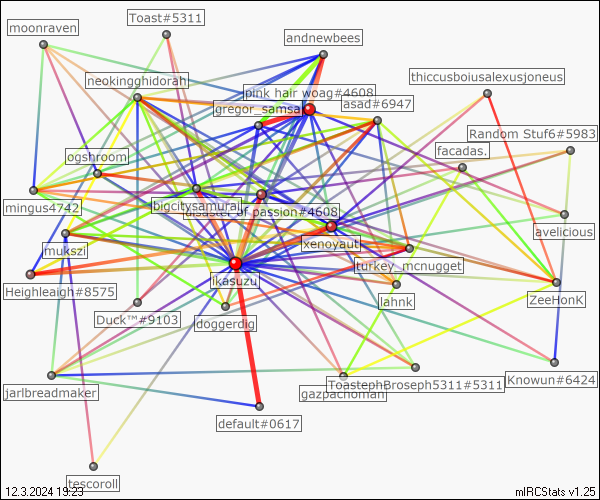 Toast#5311
moonraven
andnewbees
thiccusboiusalexusjoneus
neokingghidorah
pink hair woag#4608
asad#6947
gregor_samsa
Random Stuf6#5983
facadas.
ogshroom
mingus4742
bigcitysamurai
disaster of passion#4608
avelicious
mukszi
xenoyaut
turkey_mcnugget
ikasuzu
Heighleaigh#8575
lahnk
ZeeHonK
Duck™#9103
doggerdig
ToastephBroseph5311#5311
Knowun#6424
jarlbreadmaker
gazpachoman
default#0617
tescoroll
12.3.2024 19:23
mIRCStats v1.25